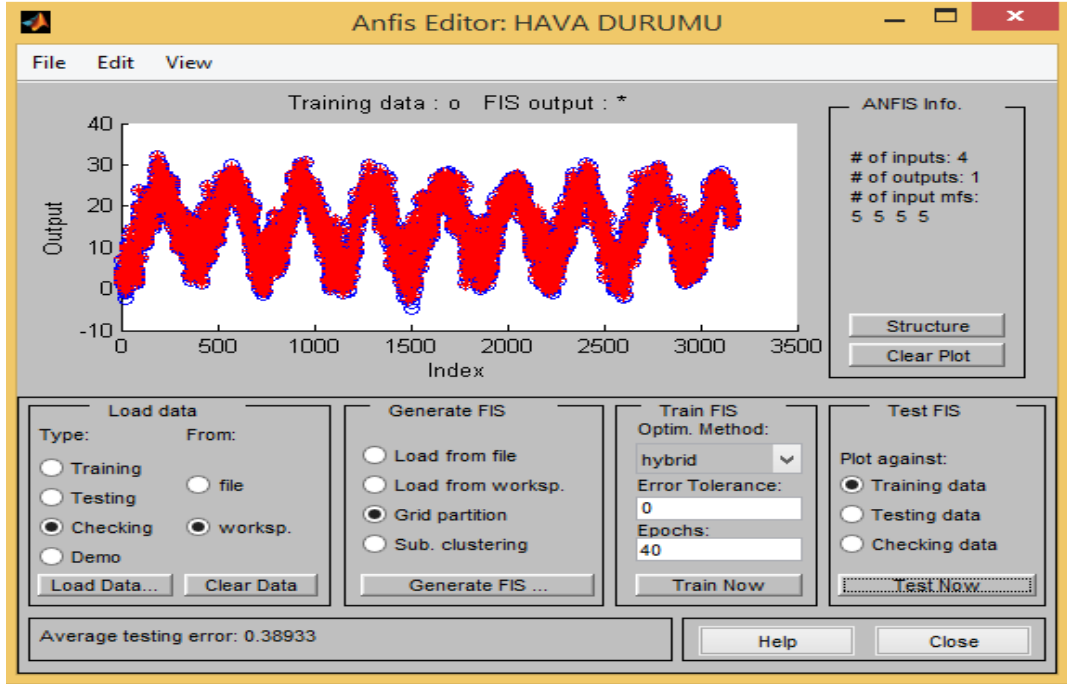 Anfis Editor: HAVA DURUMU
File Edit View
Training data : o FIS output : *
40
30
20
10
0
-10
Output
0 500 1000 1500 2000 2500 3000 3500
Index
ANFIS Info.
# of inputs: 4
# of outputs: 1
# of input mfs:
5 5 5 5
Structure
Clear Plot
Load data
Type: From:
Training
Testing
Checking
Demo
file
worksp.
Load Data... Clear Data
Generate FIS
Load from file
Load from worksp.
Grid partition
Sub. clustering
Generate FIS ...
Train FIS
Optim. Method:
hybrid
Error Tolerance:
0
Epochs:
40
Train Now
Test FIS
Plot against:
Training data
Testing data
Checking data
Test Now
Average testing error: 0.38933
Help Close